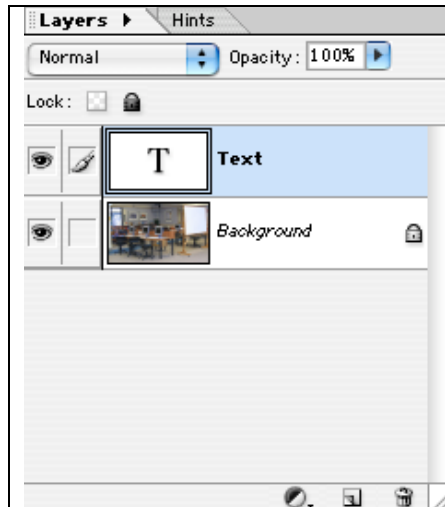 Layers Hints
Normal Opacity: 100%
Lock:
T Text
Background